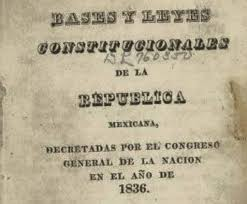 BASES Y LEYES
CONSTITUCIONALES
DE LA
REPUBLICA
MEXICANA,
DECRETADAS POR EL CONGRESO
GENERAL DE LA NACION
EN EL AÑO DE
1836.